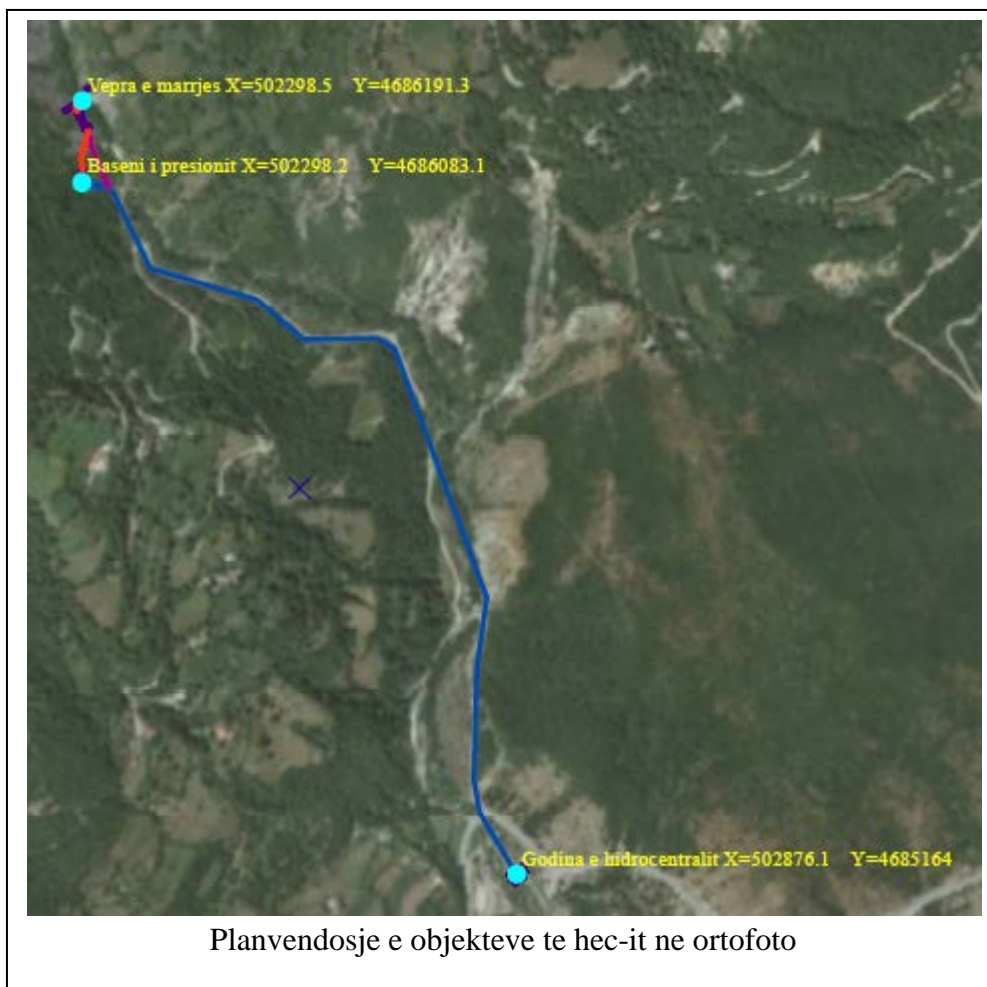 Vepra e marrjes X=502298.5 Y=4686191.3
Baseni i presionit X=502298.2 Y=4686083.1
Godina e hidrocentralit X=502876.1 Y=4685164
Planvendosje e objekteve te hec-it ne ortofoto